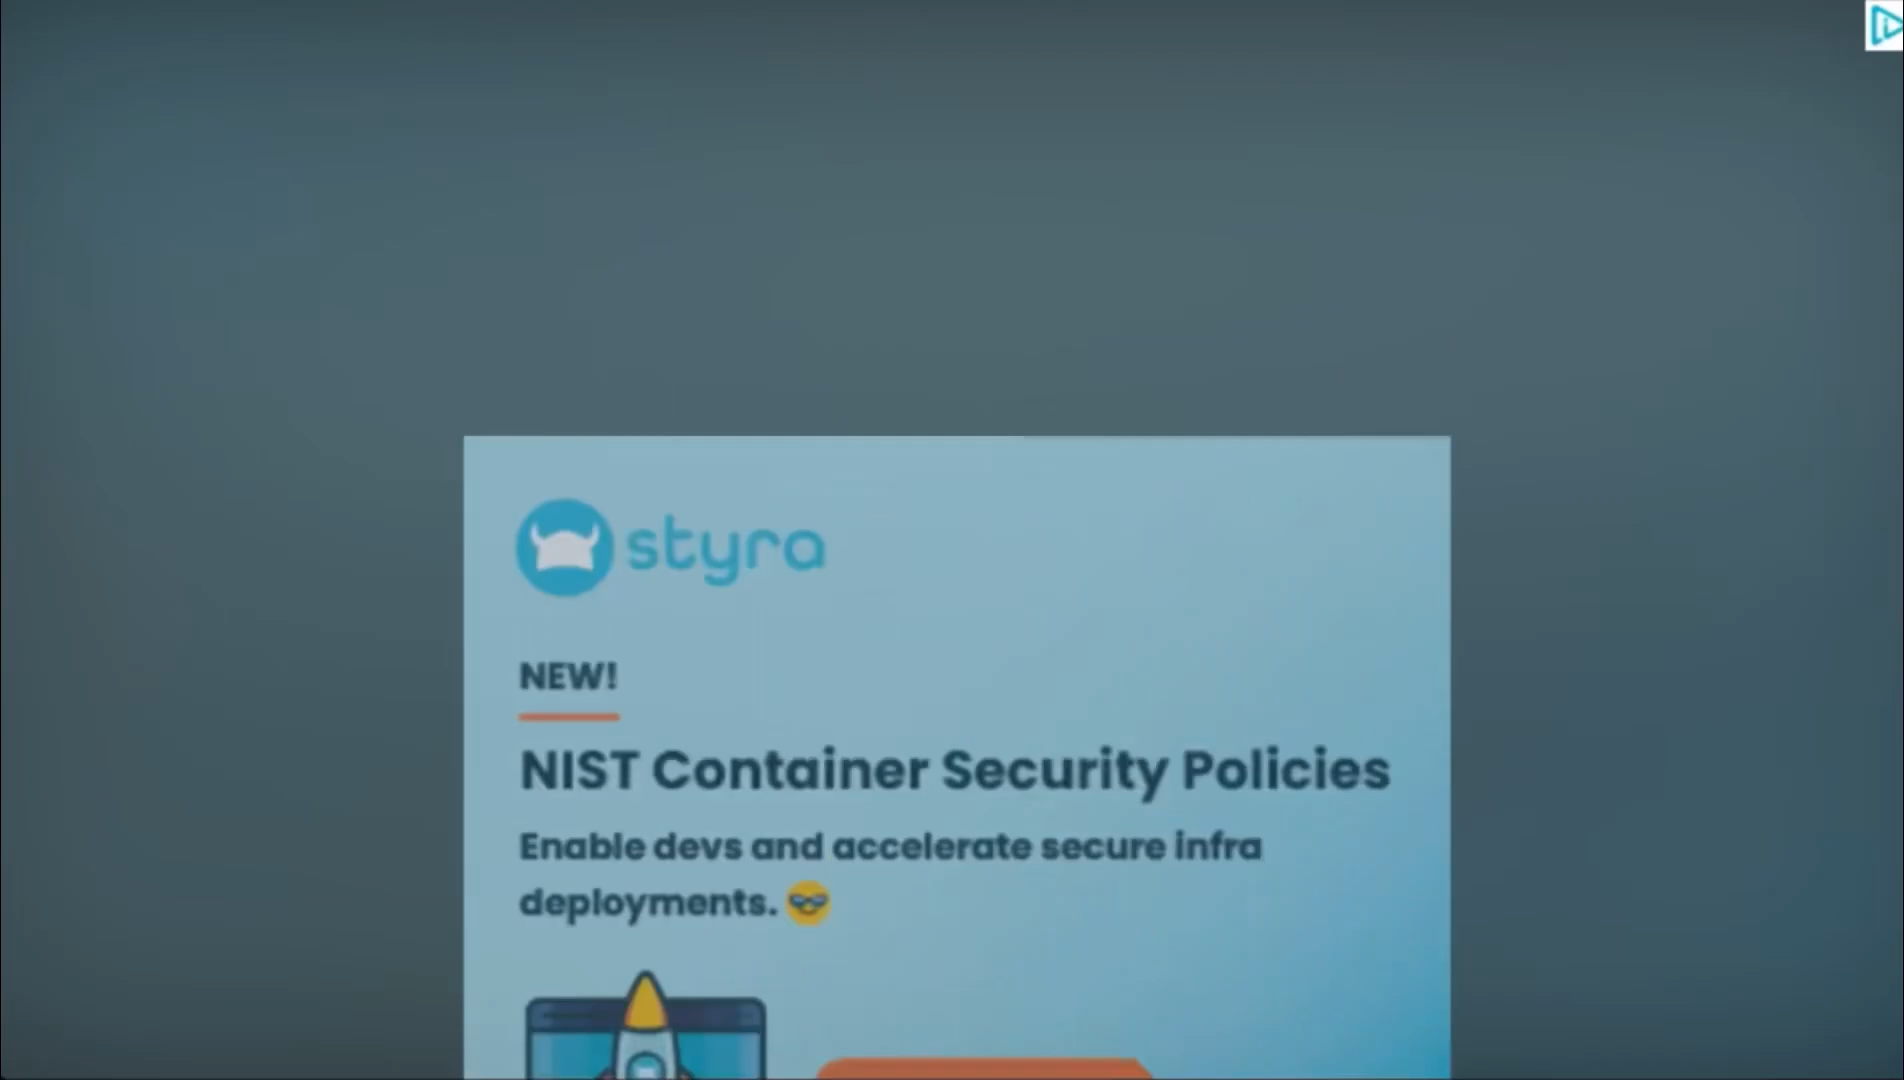 styra
NEW!
NIST Container Security Policies
Enable devs and accelerate secure infra
deployments. 😎